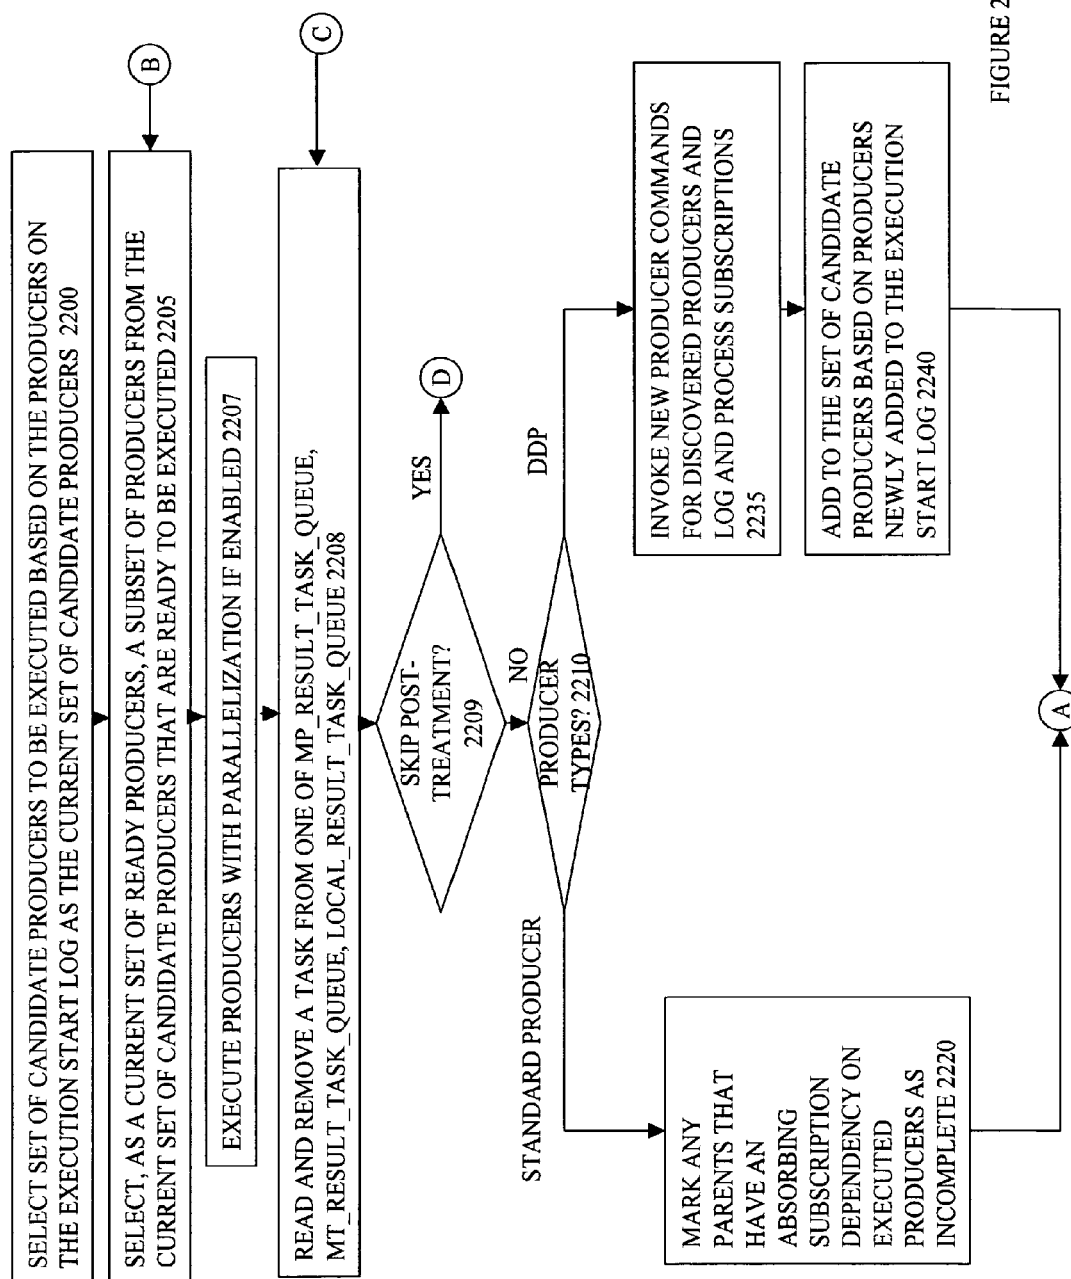 SELECT SET OF CANDIDATE PRODUCERS TO BE EXECUTED BASED ON THE PRODUCERS ON
THE EXECUTION START LOG AS THE CURRENT SET OF CANDIDATE PRODUCERS 2200
SELECT, AS A CURRENT SET OF READY PRODUCERS, A SUBSET OF PRODUCERS FROM THE
CURRENT SET OF CANDIDATE PRODUCERS THAT ARE READY TO BE EXECUTED 2205
B
EXECUTE PRODUCERS WITH PARALLELIZATION IF ENABLED 2207
READ AND REMOVE A TASK FROM ONE OF MP_RESULT_TASK_QUEUE,
MT_RESULT_TASK_QUEUE, LOCAL_RESULT_TASK_QUEUE 2208
C
SKIP POST-
TREATMENT?
2209
YES
D
NO
PRODUCER
TYPES? 2210
STANDARD PRODUCER
DDP
MARK ANY
PARENTS THAT
HAVE AN
ABSORBING
SUBSCRIPTION
DEPENDENCY ON
EXECUTED
PRODUCERS AS
INCOMPLETE 2220
INVOKE NEW PRODUCER COMMANDS
FOR DISCOVERED PRODUCERS AND
LOG AND PROCESS SUBSCRIPTIONS
2235
ADD TO THE SET OF CANDIDATE
PRODUCERS BASED ON PRODUCERS
NEWLY ADDED TO THE EXECUTION
START LOG 2240
A
FIGURE 2